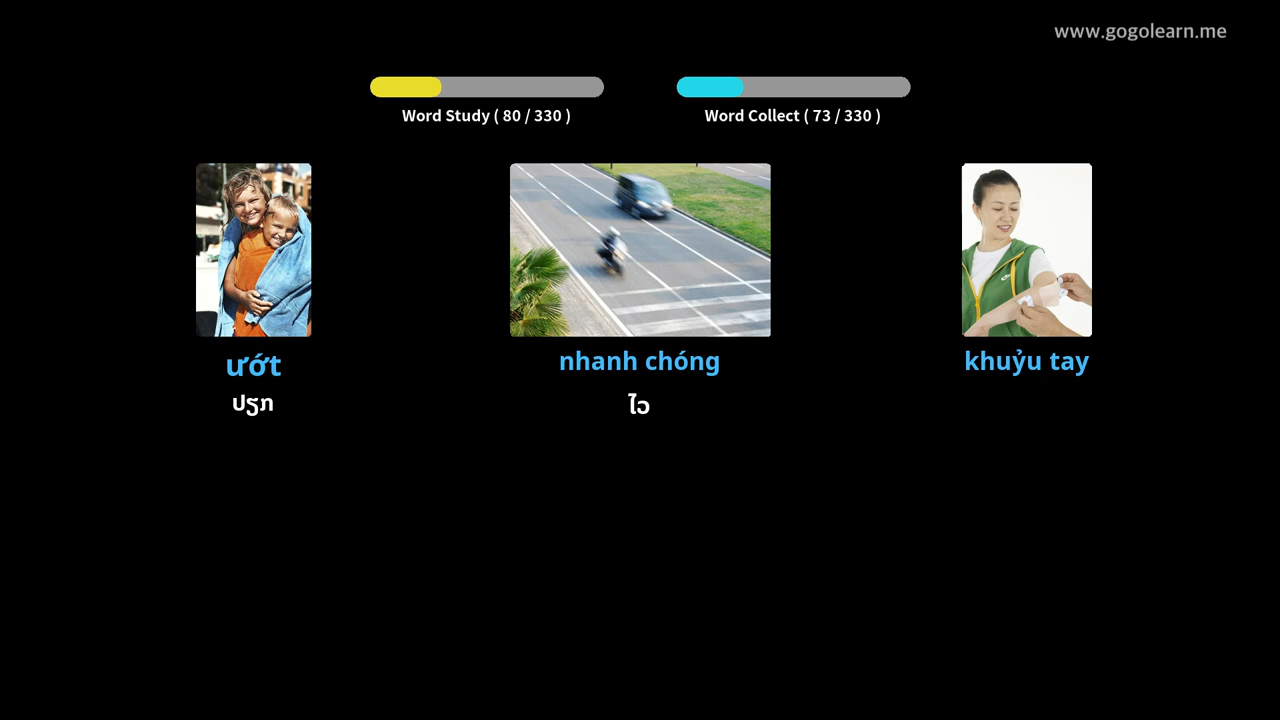 www.gogolearn.me
Word Study ( 80 / 330 )
Word Collect ( 73 / 330 )
ướt
nhanh chóng
khuỷu tay
ປຽກ
ໄວ